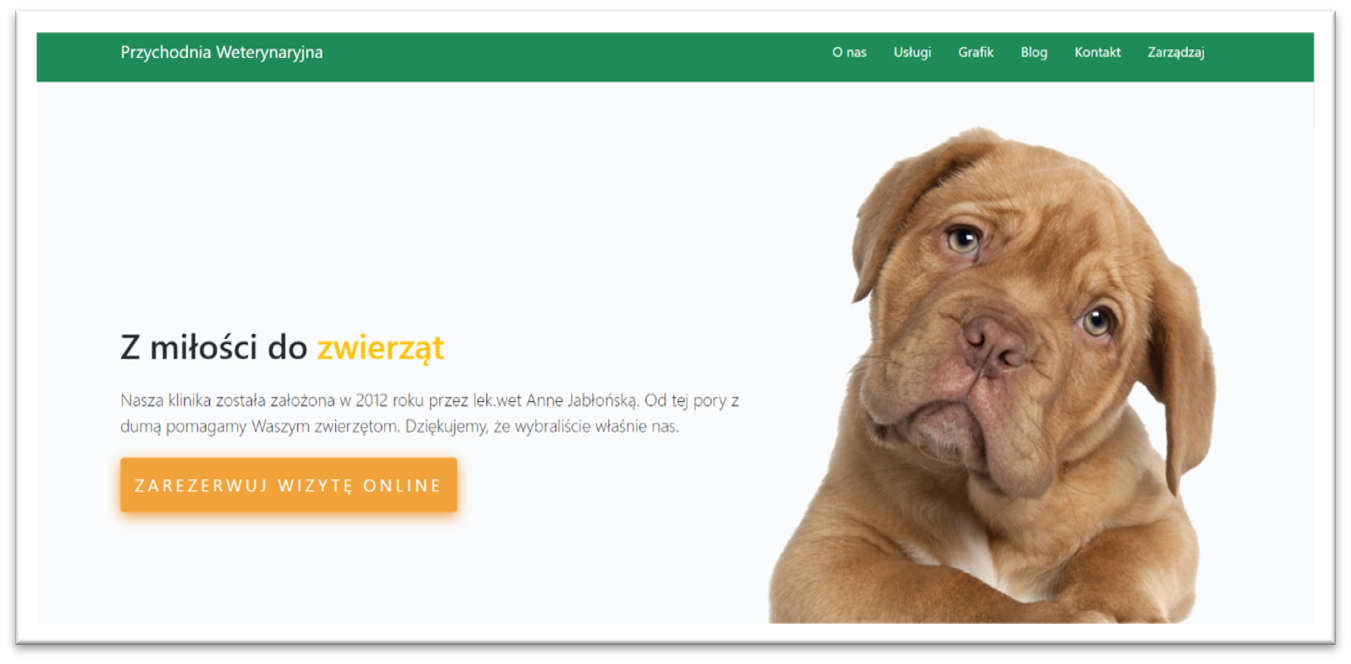 Przychodnia Weterynaryjna
O nas Usługi Grafik Blog Kontakt Zarządzaj
Z miłości do zwierząt
Nasza klinika została założona w 2012 roku przez lek.wet Anne Jabłońską. Od tej pory z
dumą pomagamy Waszym zwierzętom. Dziękujemy, że wybraliście właśnie nas.
ZAREZERWUJ WIZYTĘ ONLINE